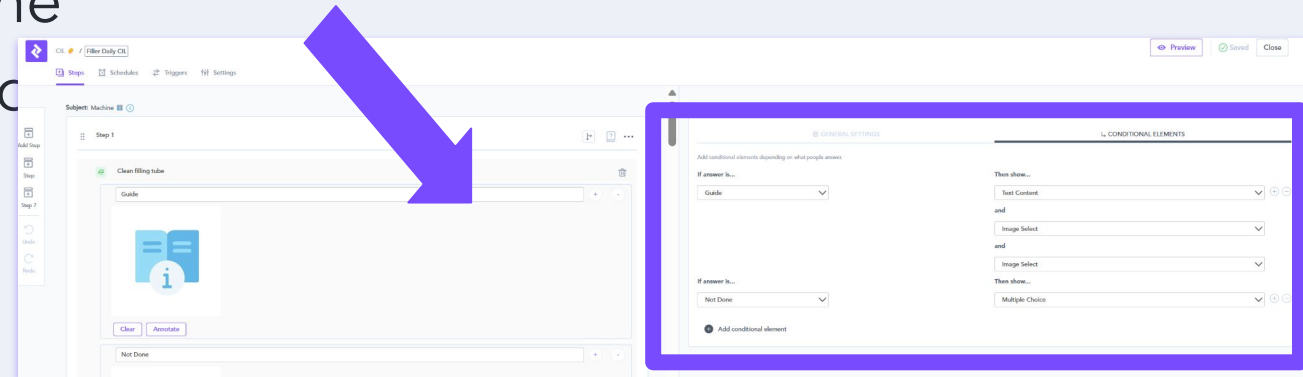 ne
CIL / Filler Daily CIL
Preview
Saved
Close
Steps
Schedules
Triggers
Settings
Subject: Machine
Add Step
Step
Step 7
Undo
Redo
Step 1
Clean filling tube
Guide
Clear
Annotate
Not Done
GENERAL SETTINGS
CONDITIONAL ELEMENTS
Add conditional elements depending on what people answer
If answer is...
Then show...
Guide
Text Content
and
Image Select
and
Image Select
If answer is...
Then show...
Not Done
Multiple Choice
Add conditional element